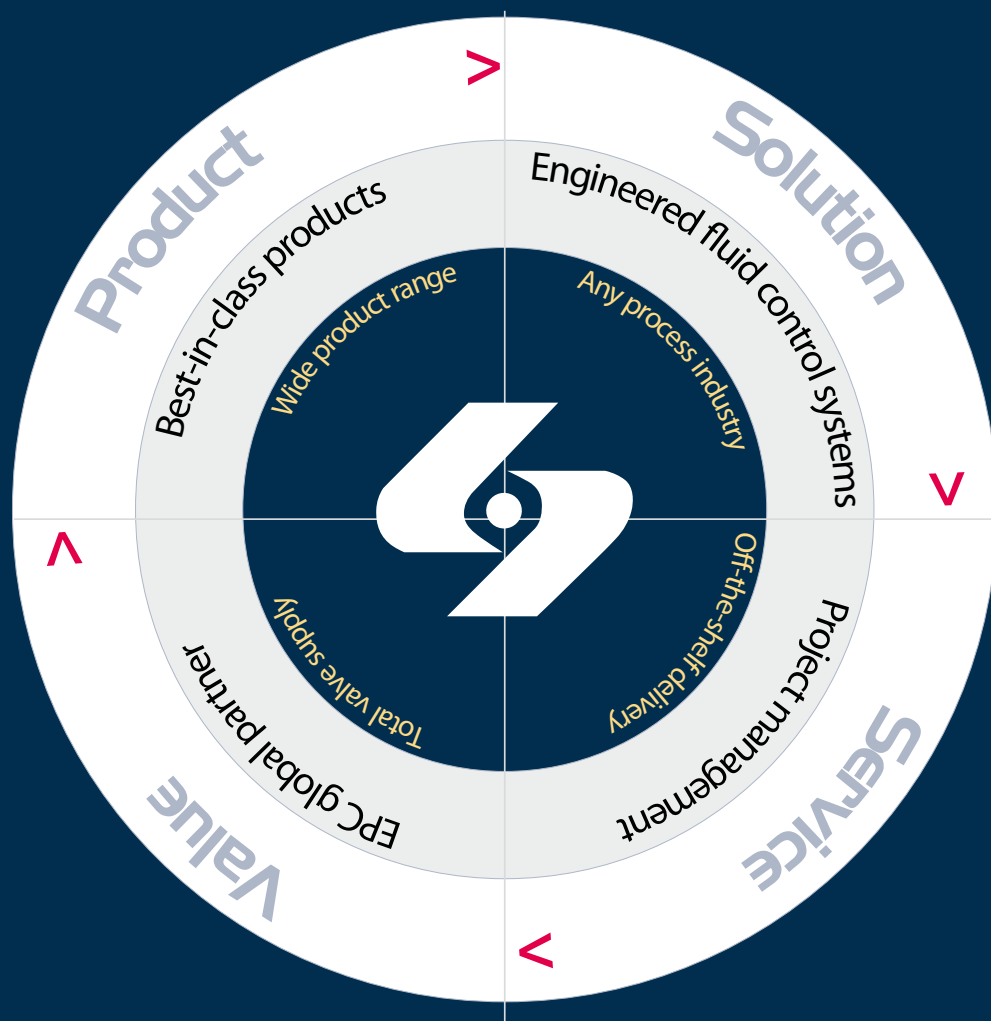 Product
Best-in-class products
Wide product range
Solution
Engineered fluid control systems
Any process industry
Service
Project management
Off-the-shelf delivery
Value
EPC global partner
Total valve supply